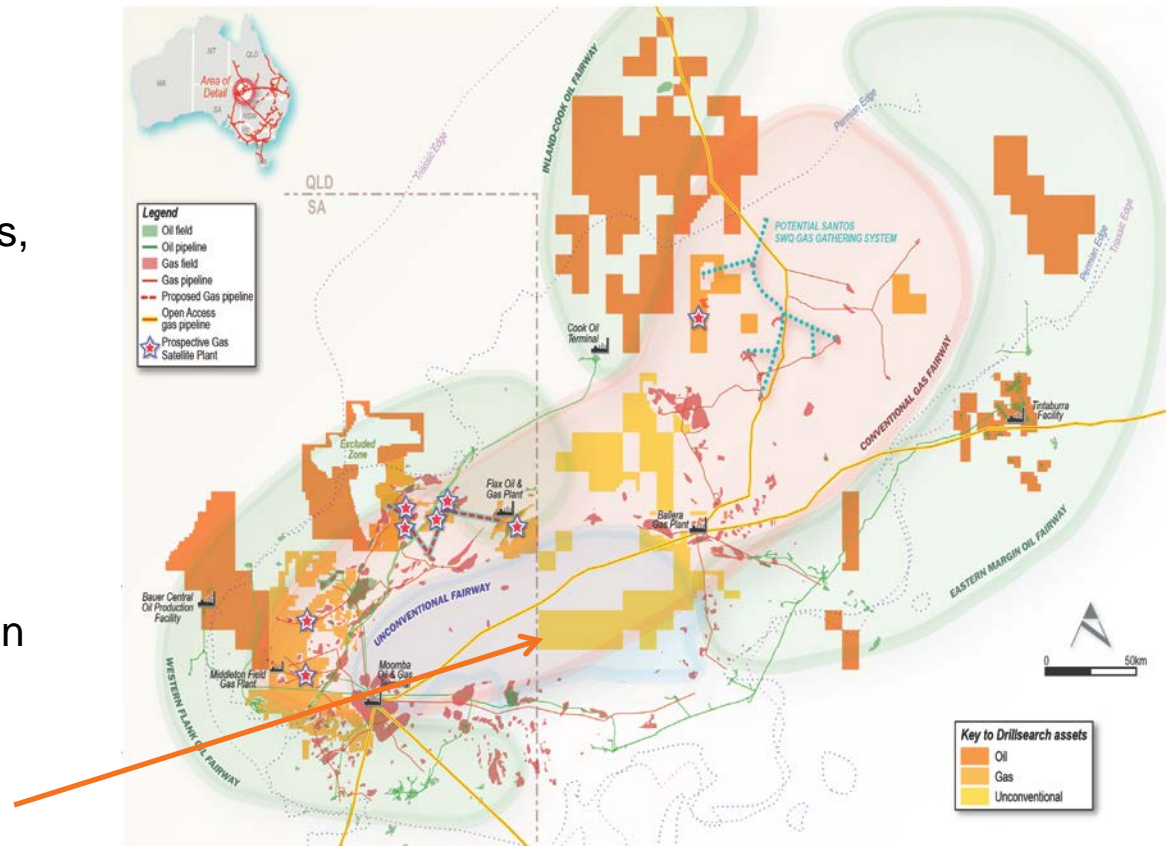 s,
n
WA
NT
QLD
SA
NSW
Area of
Detail
QLD
SA
Legend
Oil field
Oil pipeline
Gas field
Gas pipeline
Proposed Gas pipeline
Open Access
gas pipeline
Prospective Gas
Satellite Plant
Triassic Edge
INLAND-COOK OIL FAIRWAY
Permian Edge
POTENTIAL SANTOS
SWQ GAS GATHERING SYSTEM
Permian Edge
Triassic Edge
Cook Oil
Terminal
CONVENTIONAL GAS FAIRWAY
Tintaburra
Facility
Excluded
Zone
Flax Oil &
Gas Plant
Ballera
Gas Plant
EASTERN MARGIN OIL FAIRWAY
UNCONVENTIONAL FAIRWAY
Bauer Central
Oil Production
Facility
Middleton Field
Gas Plant
Moomba
Oil & Gas
WESTERN FLANK OIL FAIRWAY
0 50km
Key to Drillsearch assets
Oil
Gas
Unconventional